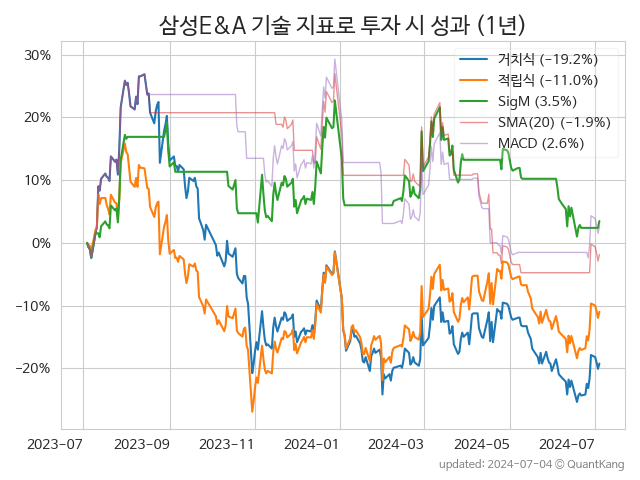 삼성E&A 기술 지표로 투자 시 성과 (1년)
거치식 (−19.2%)
적립식 (−11.0%)
SigM (3.5%)
SMA(20) (−1.9%)
MACD (2.6%)
30%
20%
10%
0%
−10%
−20%
2023-07
2023-09
2023-11
2024-01
2024-03
2024-05
2024-07
updated: 2024-07-04 © QuantKang